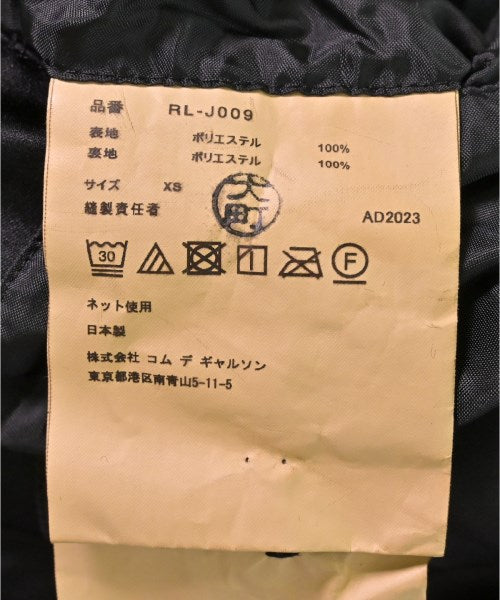 品番 RL-J009
表地 ポリエステル 100%
裏地 ポリエステル 100%
サイズ XS
縫製責任者 大町 AD2023
30 F
ネット使用
日本製
株式会社 コム デ ギャルソン
東京都港区南青山5-11-5